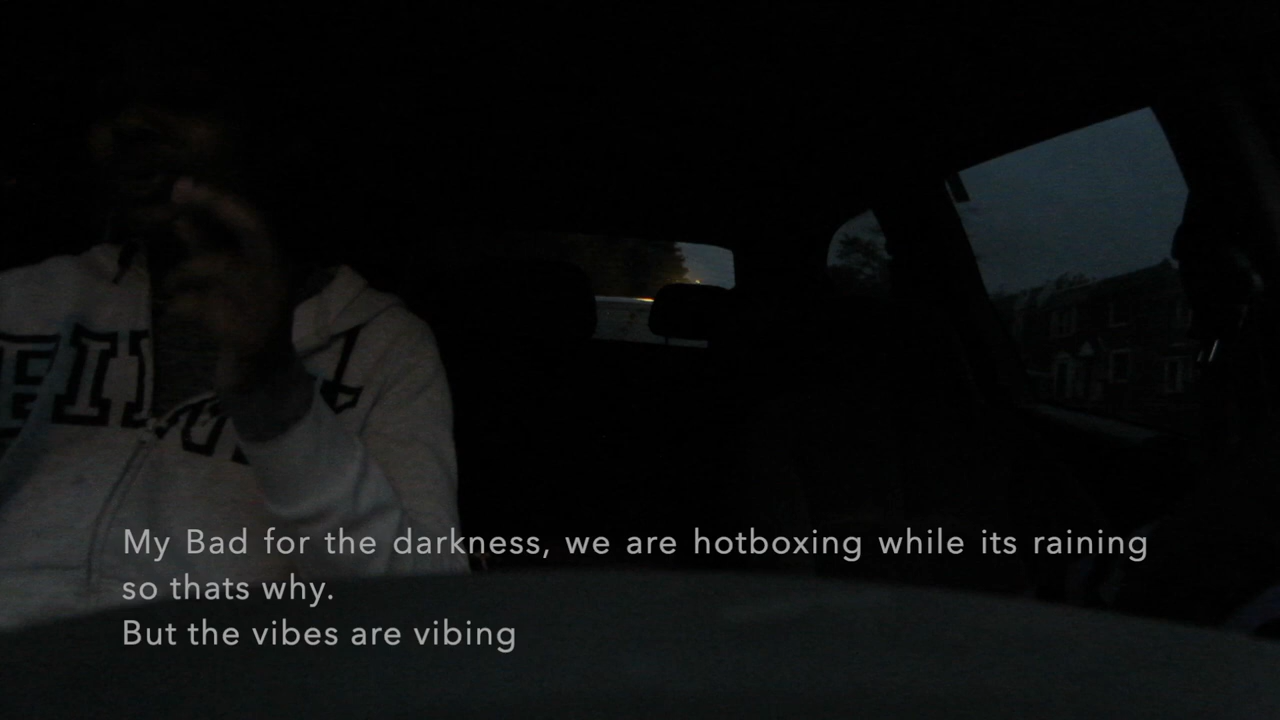 My Bad for the darkness, we are hotboxing while its raining
so thats why.
But the vibes are vibing